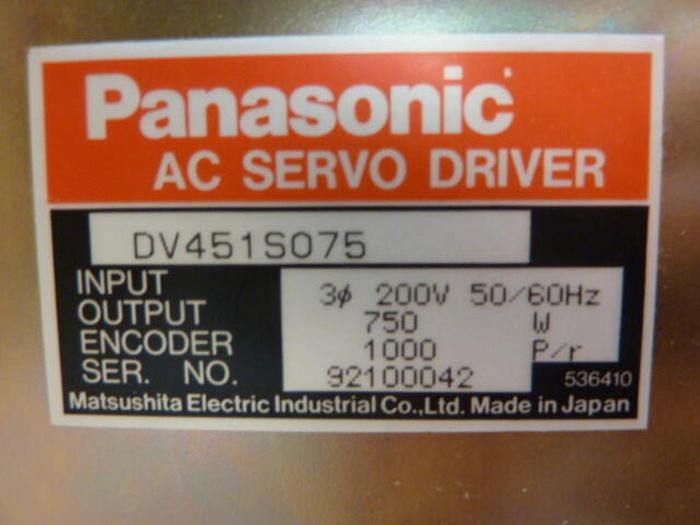 Panasonic
AC SERVO DRIVER
DV451S075
INPUT 3ϕ 200V 50/60Hz
OUTPUT 750 W
ENCODER 1000 P/r
SER. NO. 92100042 536410
Matsushita Electric Industrial Co.,Ltd. Made in Japan